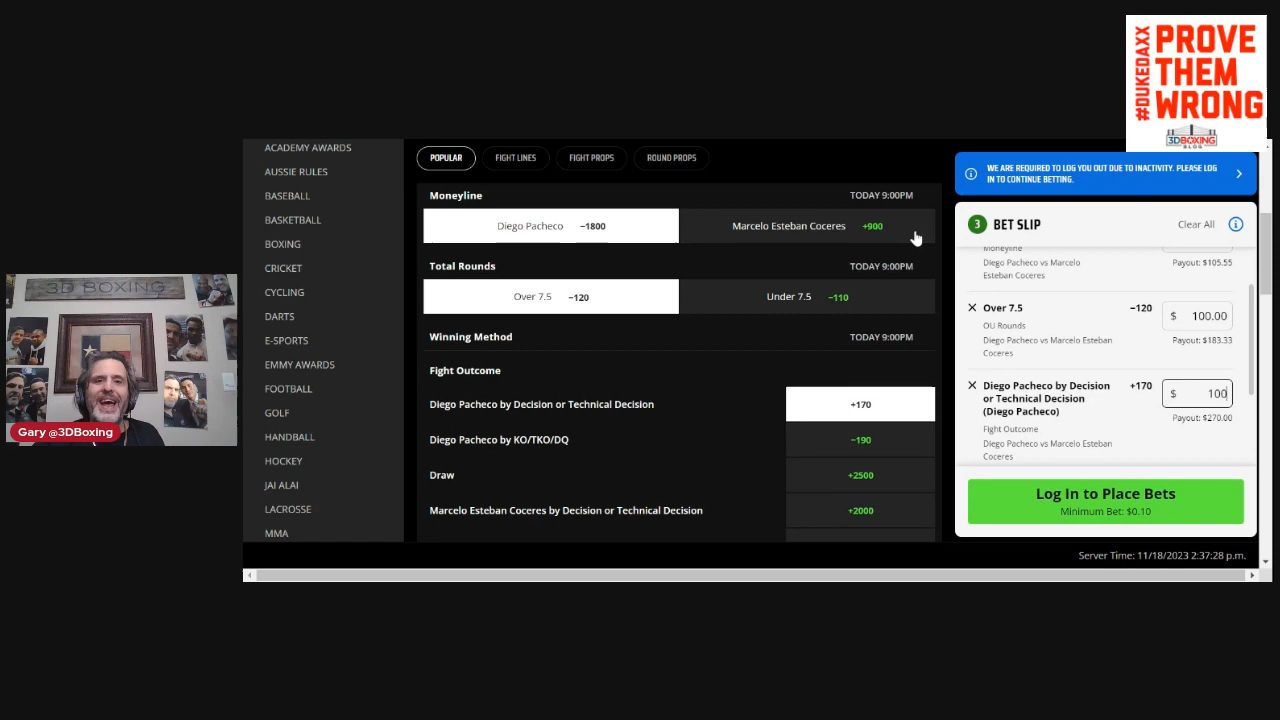 #DUKEDAXX
PROVE
THEM
WRONG
3DBOXING
BLOG
3D BOXING
Gary @3DBoxing
ACADEMY AWARDS
AUSSIE RULES
BASEBALL
BASKETBALL
BOXING
CRICKET
CYCLING
DARTS
E-SPORTS
EMMY AWARDS
FOOTBALL
GOLF
HANDBALL
HOCKEY
JAI ALAI
LACROSSE
MMA
POPULAR FIGHT LINES FIGHT PROPS ROUND PROPS
Moneyline TODAY 9:00PM
Diego Pacheco −1800 Marcelo Esteban Coceres +900
Total Rounds TODAY 9:00PM
Over 7.5 −120 Under 7.5 −110
Winning Method TODAY 9:00PM
Fight Outcome
Diego Pacheco by Decision or Technical Decision +170
Diego Pacheco by KO/TKO/DQ −190
Draw +2500
Marcelo Esteban Coceres by Decision or Technical Decision +2000
WE ARE REQUIRED TO LOG YOU OUT DUE TO INACTIVITY. PLEASE LOG
IN TO CONTINUE BETTING.
3 BET SLIP Clear All
Moneyline
Diego Pacheco vs Marcelo Payout: $105.55
Esteban Coceres
Over 7.5 −120 $ 100.00
OU Rounds
Diego Pacheco vs Marcelo Esteban Payout: $183.33
Coceres
Diego Pacheco by Decision +170 $ 100
or Technical Decision
(Diego Pacheco) Payout: $270.00
Fight Outcome
Diego Pacheco vs Marcelo Esteban
Coceres
Log In to Place Bets
Minimum Bet: $0.10
Server Time: 11/18/2023 2:37:28 p.m.